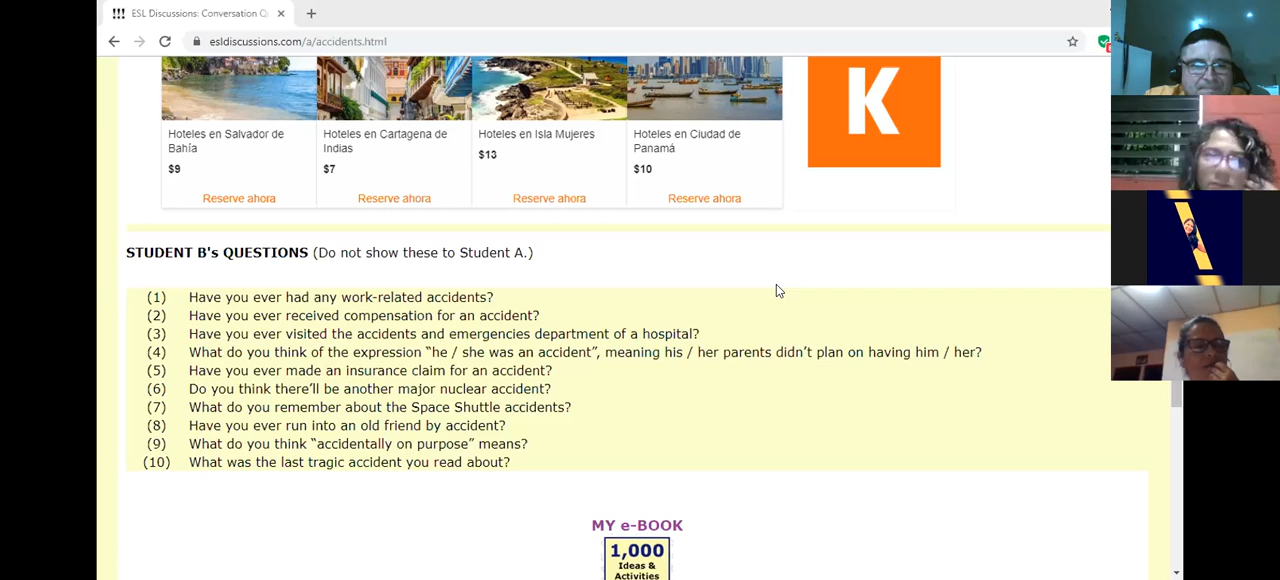 ESL Discussions: Conversation Q
esldiscussions.com/a/accidents.html
Hoteles en Salvador de Bahía
$9
Reserve ahora
Hoteles en Cartagena de Indias
$7
Reserve ahora
Hoteles en Isla Mujeres
$13
Reserve ahora
Hoteles en Ciudad de Panamá
$10
Reserve ahora
K
STUDENT B's QUESTIONS (Do not show these to Student A.)
(1) Have you ever had any work-related accidents?
(2) Have you ever received compensation for an accident?
(3) Have you ever visited the accidents and emergencies department of a hospital?
(4) What do you think of the expression “he / she was an accident”, meaning his / her parents didn’t plan on having him / her?
(5) Have you ever made an insurance claim for an accident?
(6) Do you think there’ll be another major nuclear accident?
(7) What do you remember about the Space Shuttle accidents?
(8) Have you ever run into an old friend by accident?
(9) What do you think “accidentally on purpose” means?
(10) What was the last tragic accident you read about?
MY e-BOOK
1,000
Ideas &
Activities